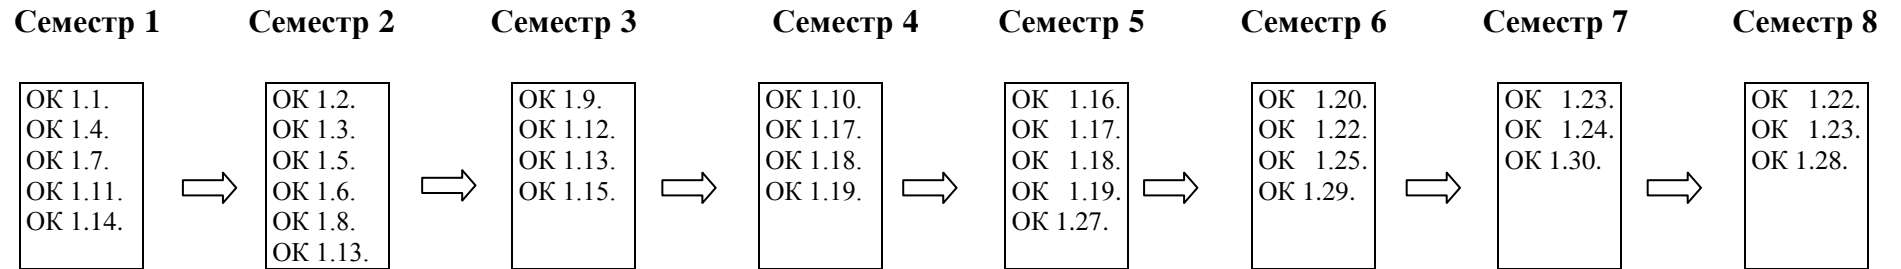 Семестр 1 Семестр 2 Семестр 3 Семестр 4 Семестр 5 Семестр 6 Семестр 7 Семестр 8
ОК 1.1.
ОК 1.4.
ОК 1.7.
ОК 1.11.
ОК 1.14.
ОК 1.2.
ОК 1.3.
ОК 1.5.
ОК 1.6.
ОК 1.8.
ОК 1.13.
ОК 1.9.
ОК 1.12.
ОК 1.13.
ОК 1.15.
ОК 1.10.
ОК 1.17.
ОК 1.18.
ОК 1.19.
ОК 1.16.
ОК 1.17.
ОК 1.18.
ОК 1.19.
ОК 1.27.
ОК 1.20.
ОК 1.22.
ОК 1.25.
ОК 1.29.
ОК 1.23.
ОК 1.24.
ОК 1.30.
ОК 1.22.
ОК 1.23.
ОК 1.28.